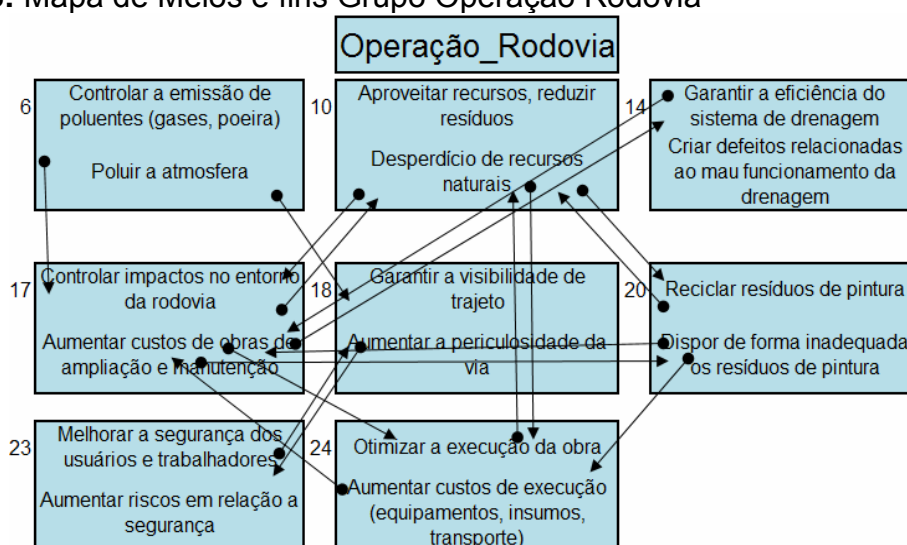 Mapa de Meios e fins Grupo Operação Rodovia
Operação_Rodovia
6
Controlar a emissão de
poluentes (gases, poeira)
Poluir a atmosfera
10
Aproveitar recursos, reduzir
resíduos
Desperdício de recursos
naturais
14
Garantir a eficiência do
sistema de drenagem
Criar defeitos relacionadas
ao mau funcionamento da
drenagem
17
Controlar impactos no entorno
da rodovia
Aumentar custos de obras de
ampliação e manutenção
18
Garantir a visibilidade de
trajeto
Aumentar a periculosidade da
via
20
Reciclar resíduos de pintura
Dispor de forma inadequada
os resíduos de pintura
23
Melhorar a segurança dos
usuários e trabalhadores
Aumentar riscos em relação a
segurança
24
Otimizar a execução da obra
Aumentar custos de execução
(equipamentos, insumos,
transporte)